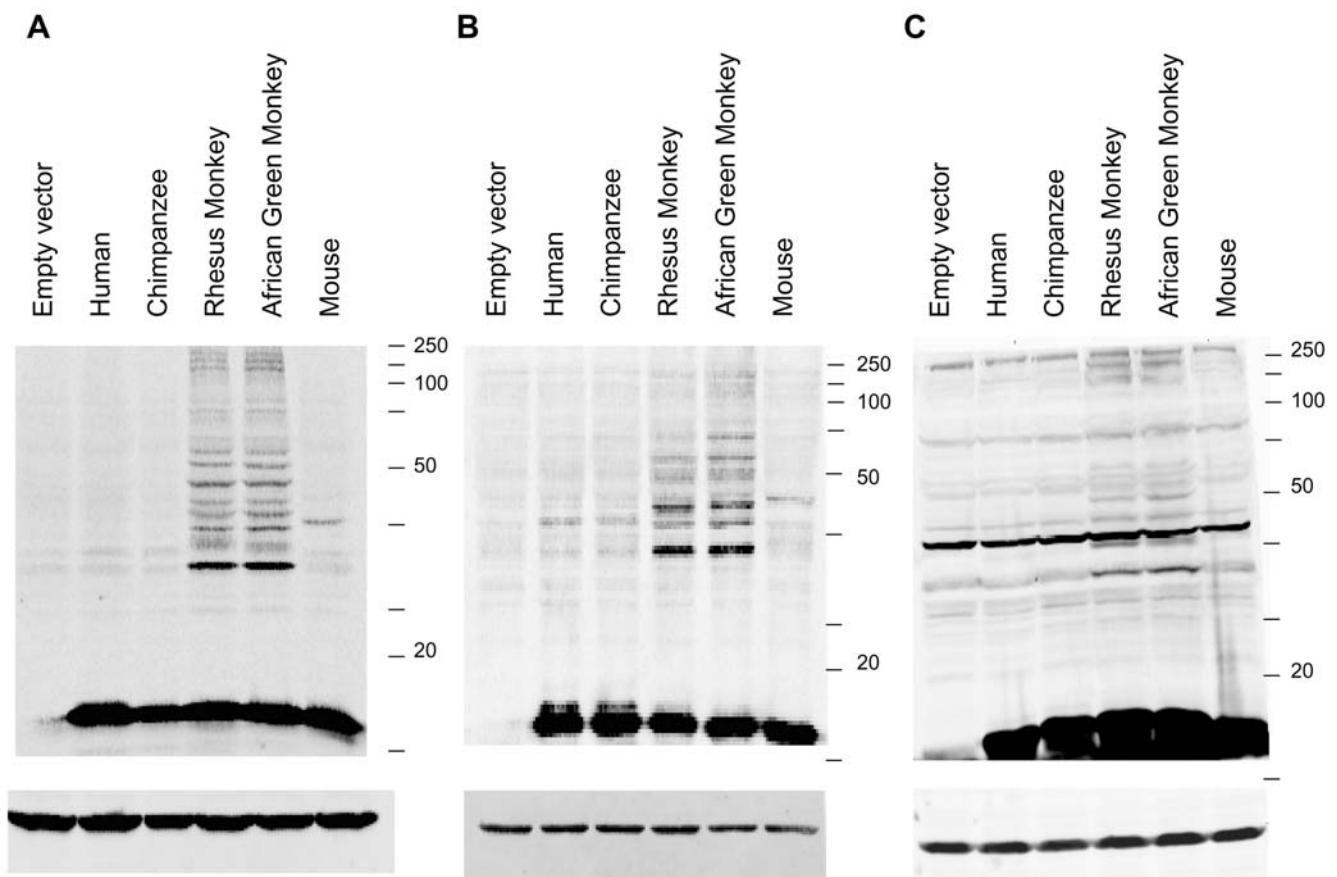 A
B
C
Empty vector
Human
Chimpanzee
Rhesus Monkey
African Green Monkey
Mouse
Empty vector
Human
Chimpanzee
Rhesus Monkey
African Green Monkey
Mouse
Empty vector
Human
Chimpanzee
Rhesus Monkey
African Green Monkey
Mouse
250
100
50
20
250
100
50
20
250
100
50
20